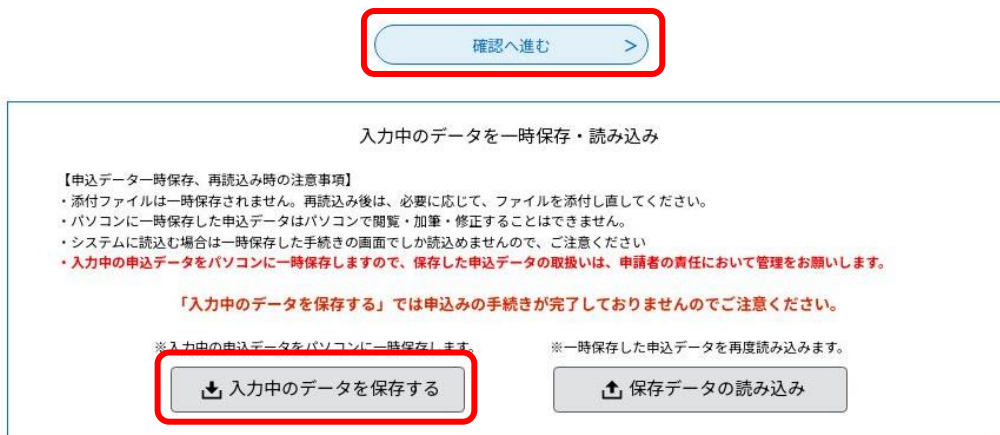 確認へ進む >
入力中のデータを一時保存・読み込み
【申込データ一時保存、再読込み時の注意事項】
・添付ファイルは一時保存されません。再読込み後は、必要に応じて、ファイルを添付し直してください。
・パソコンに一時保存した申込データはパソコンで閲覧・加筆・修正することはできません。
・システムに読込む場合は一時保存した手続きの画面でしか読込めませんので、ご注意ください
・入力中の申込データをパソコンに一時保存しますので、保存した申込データの取扱いは、申請者の責任において管理をお願いします。
「入力中のデータを保存する」では申込みの手続きが完了しておりませんのでご注意ください。
※入力中の申込データをパソコンに一時保存します。
※一時保存した申込データを再度読み込みます。
入力中のデータを保存する
保存データの読み込み